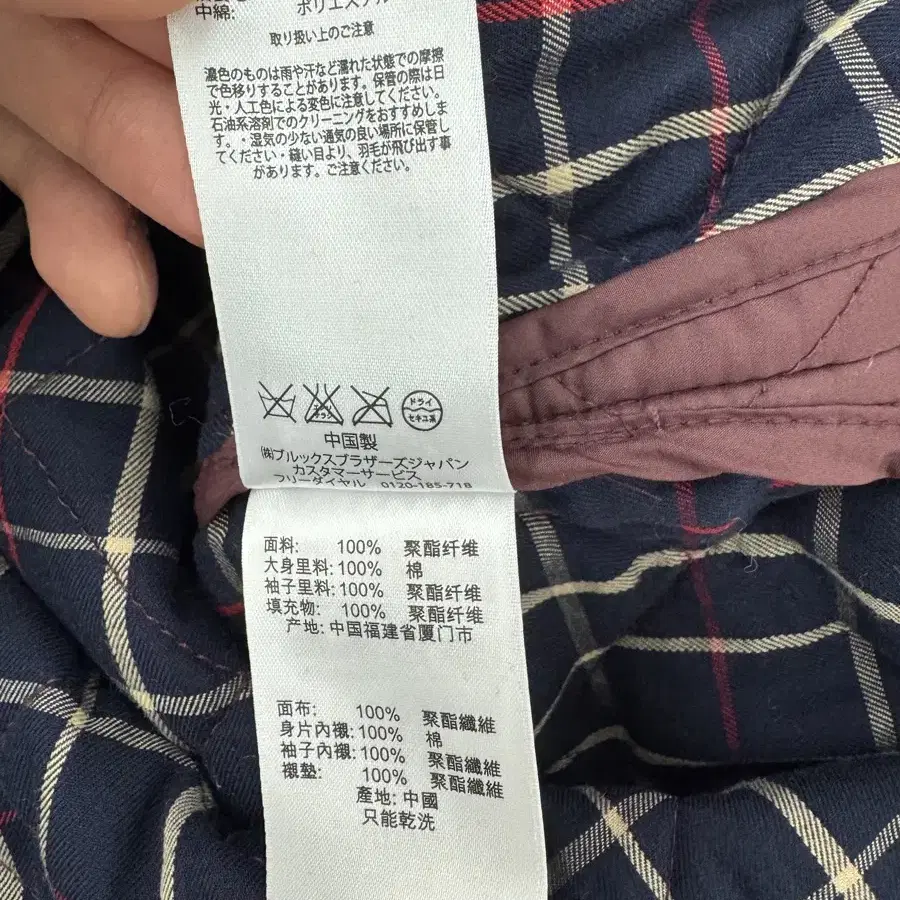 中綿: ポリエステル
取り扱い上のご注意
濃色のものは雨や汗など濡れた状態での摩擦
で色移りすることがあります。保管の際は日
光・人工色による変色に注意してください。
石油系溶剤でのクリーニングをおすすめしま
す。・湿気の少ない通気の良い場所に保管し
てください・縫い目より、羽毛が飛び出す事
があります。
ドライ
セキユ系
中国製
㈱ブルックスブラザーズジャパン
カスタマーサービス
フリーダイヤル 0120-185-718
面料: 100% 聚酯纤维
大身里料: 100% 棉
袖子里料: 100% 聚酯纤维
填充物: 100% 聚酯纤维
产地: 中国福建省厦门市
面布: 100% 聚酯纖維
身片內襯: 100% 棉
袖子內襯: 100% 聚酯纖維
襯墊: 100% 聚酯纖維
產地: 中國
只能乾洗